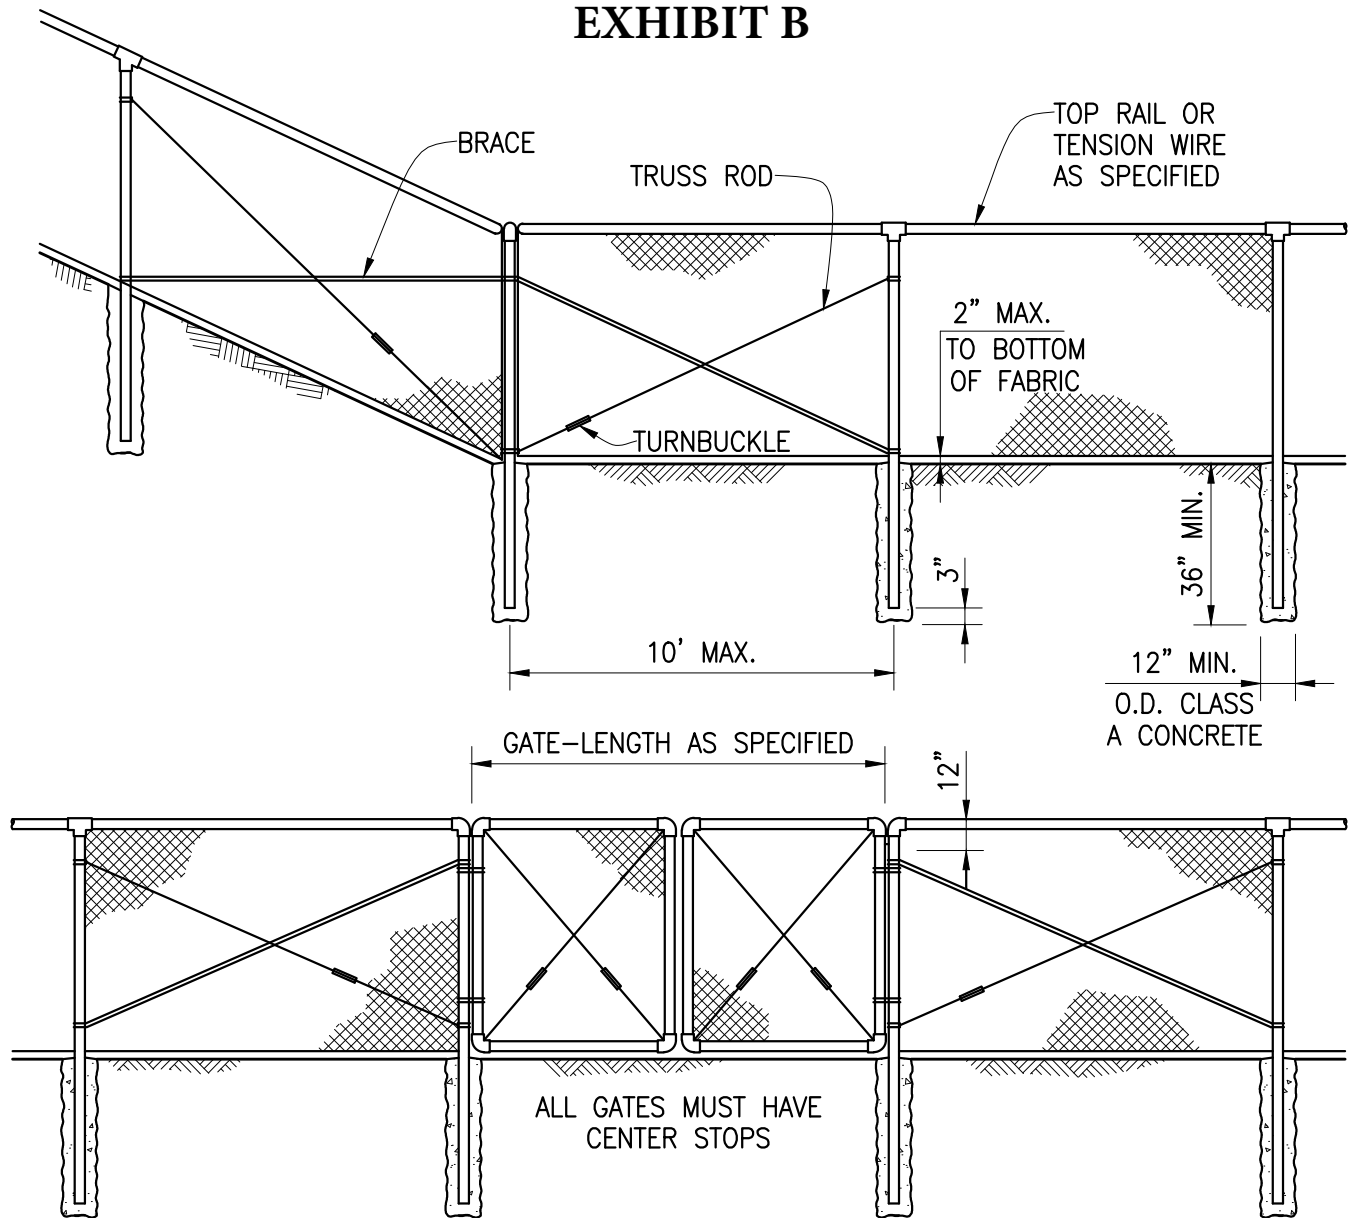 EXHIBIT B
BRACE
TRUSS ROD
TOP RAIL OR
TENSION WIRE
AS SPECIFIED
2” MAX.
TO BOTTOM
OF FABRIC
TURNBUCKLE
3”
36” MIN.
10’ MAX.
12” MIN.
O.D. CLASS
A CONCRETE
GATE–LENGTH AS SPECIFIED
12”
ALL GATES MUST HAVE
CENTER STOPS